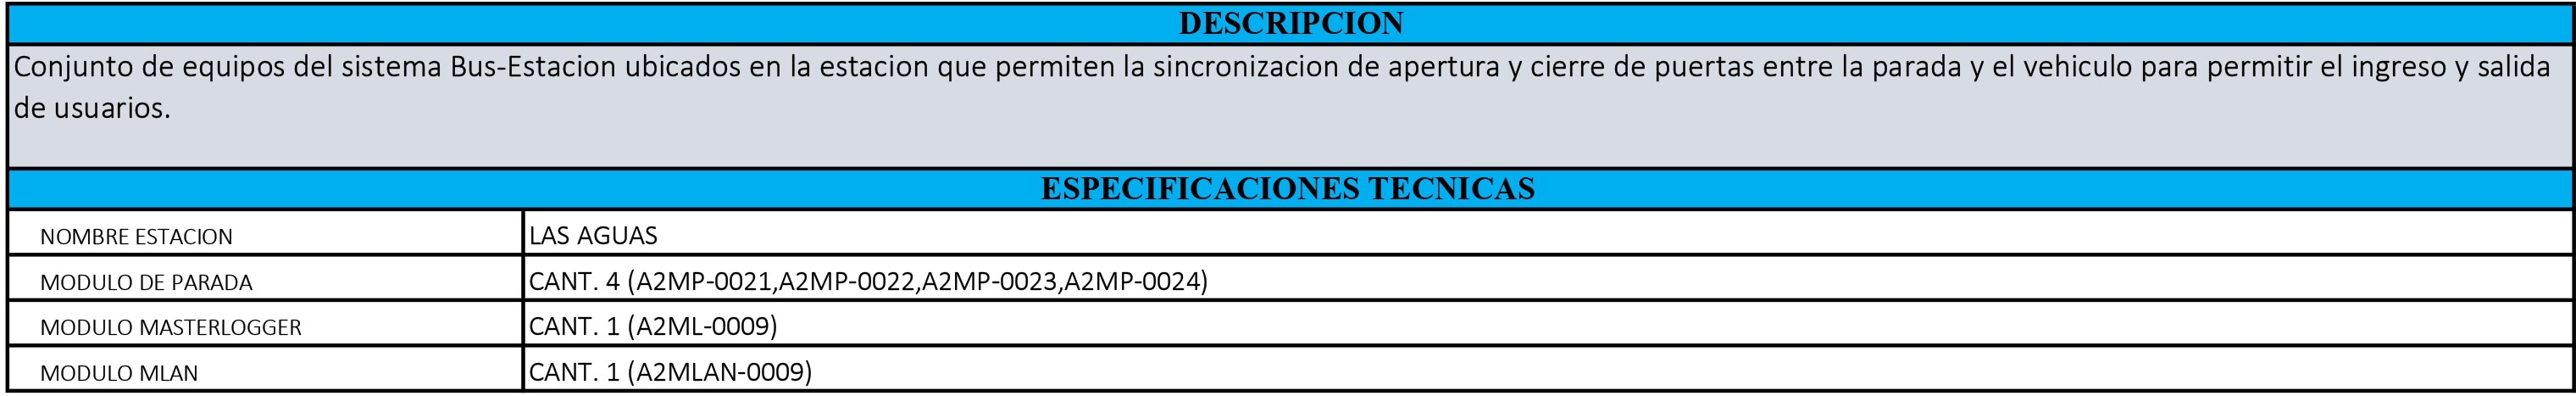 DESCRIPCION
Conjunto de equipos del sistema Bus-Estacion ubicados en la estacion que permiten la sincronizacion de apertura y cierre de puertas entre la parada y el vehiculo para permitir el ingreso y salida
de usuarios.
ESPECIFICACIONES TECNICAS
NOMBRE ESTACION LAS AGUAS
MODULO DE PARADA CANT. 4 (A2MP-0021,A2MP-0022,A2MP-0023,A2MP-0024)
MODULO MASTERLOGGER CANT. 1 (A2ML-0009)
MODULO MLAN CANT. 1 (A2MLAN-0009)